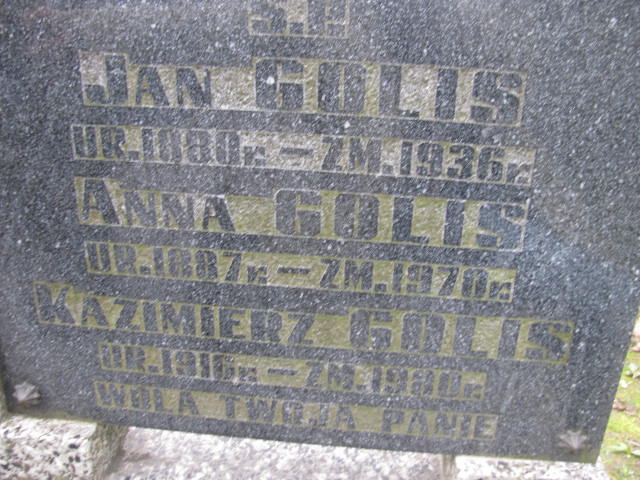 Ś.P.
JAN GOLIS
UR.1880R. – ZM.1936R.
ANNA GOLIS
UR.1887R – ZM.1970R
KAZIMIERZ GOLIS
UR.1916R. – ZM.1980R.
WOLA TWOJA PANIE